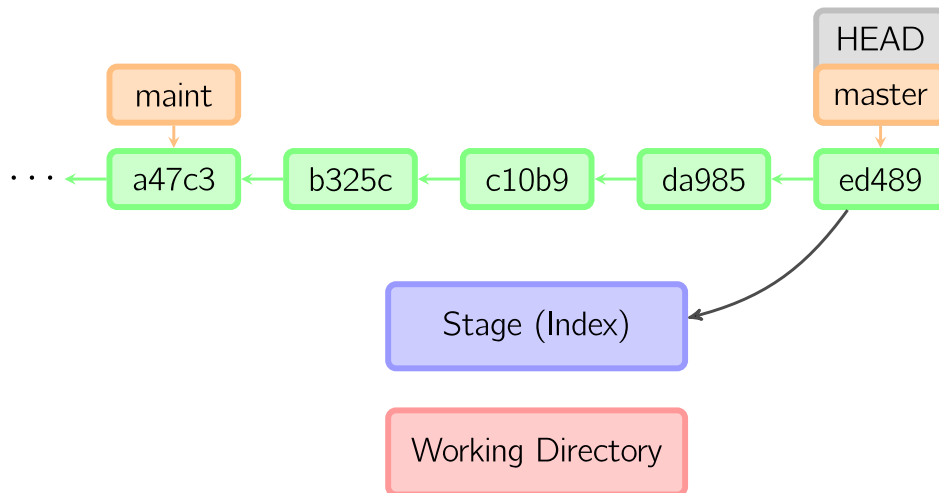 HEAD
maint
master
...
a47c3
b325c
c10b9
da985
ed489
Stage (Index)
Working Directory